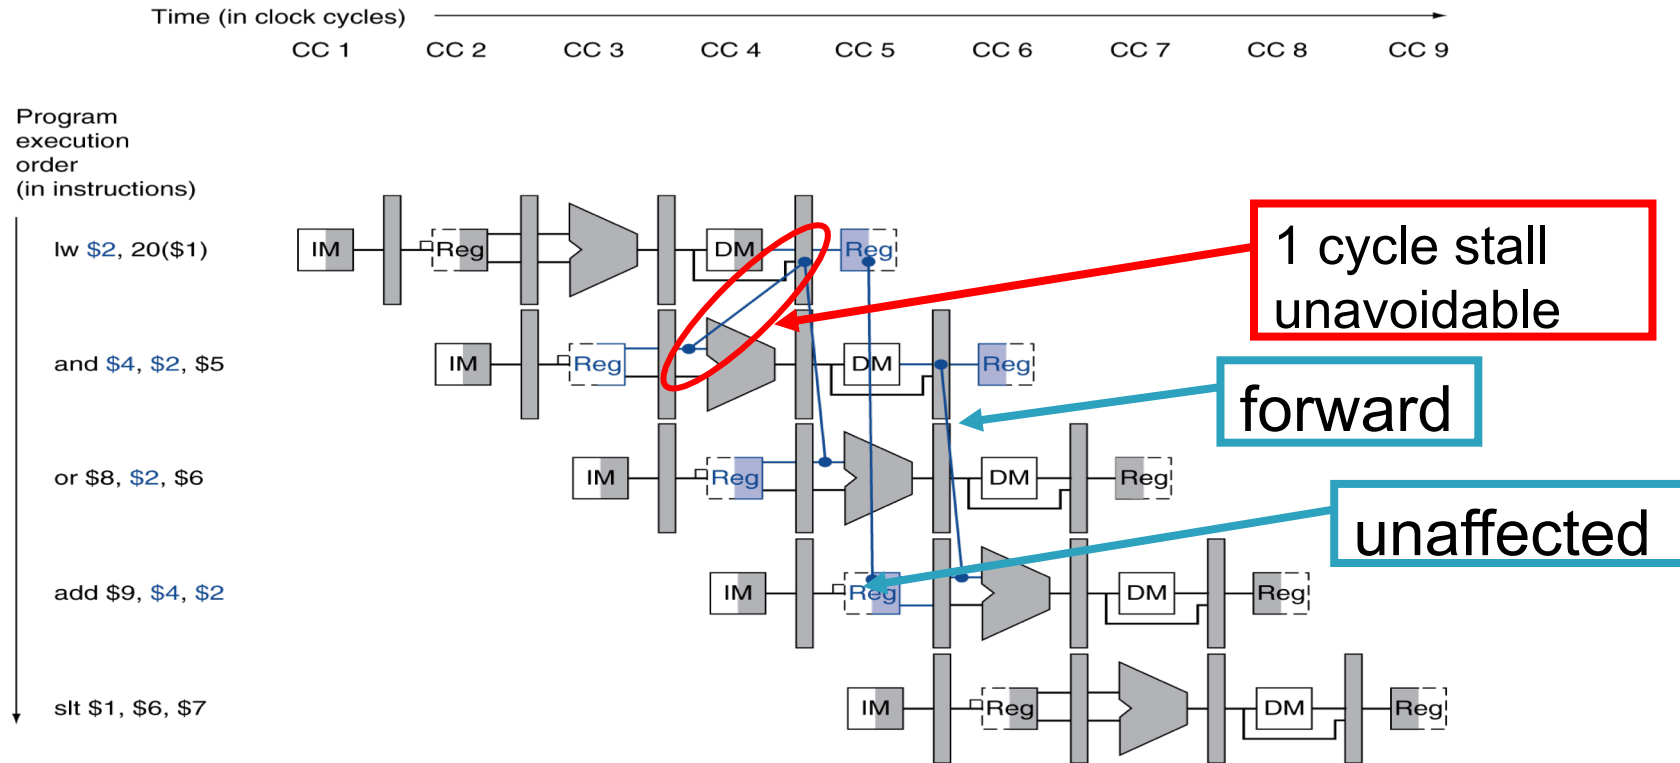 Time (in clock cycles)
CC 1 CC 2 CC 3 CC 4 CC 5 CC 6 CC 7 CC 8 CC 9
Program
execution
order
(in instructions)
lw $2, 20($1) IM Reg DM Reg
1 cycle stall
unavoidable
and $4, $2, $5 IM Reg DM Reg
forward
or $8, $2, $6 IM Reg DM Reg
unaffected
add $9, $4, $2 IM Reg DM Reg
slt $1, $6, $7 IM Reg DM Reg